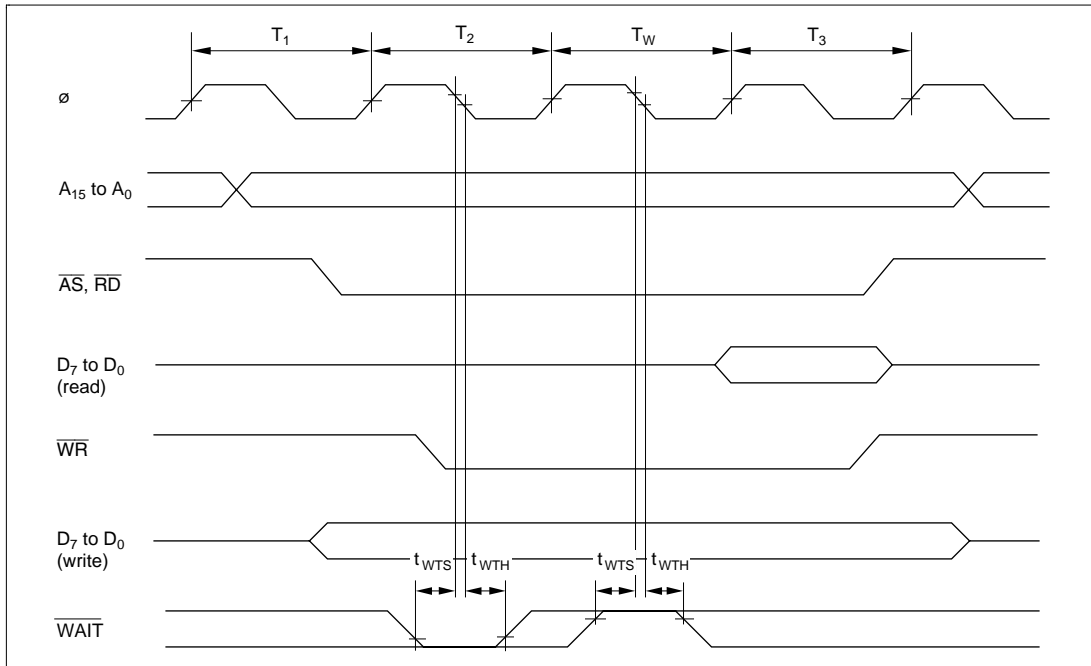 T1 T2 TW T3
ø
A15 to A0
AS, RD
D7 to D0
(read)
WR
D7 to D0
(write)
tWTS tWTH tWTS tWTH
WAIT